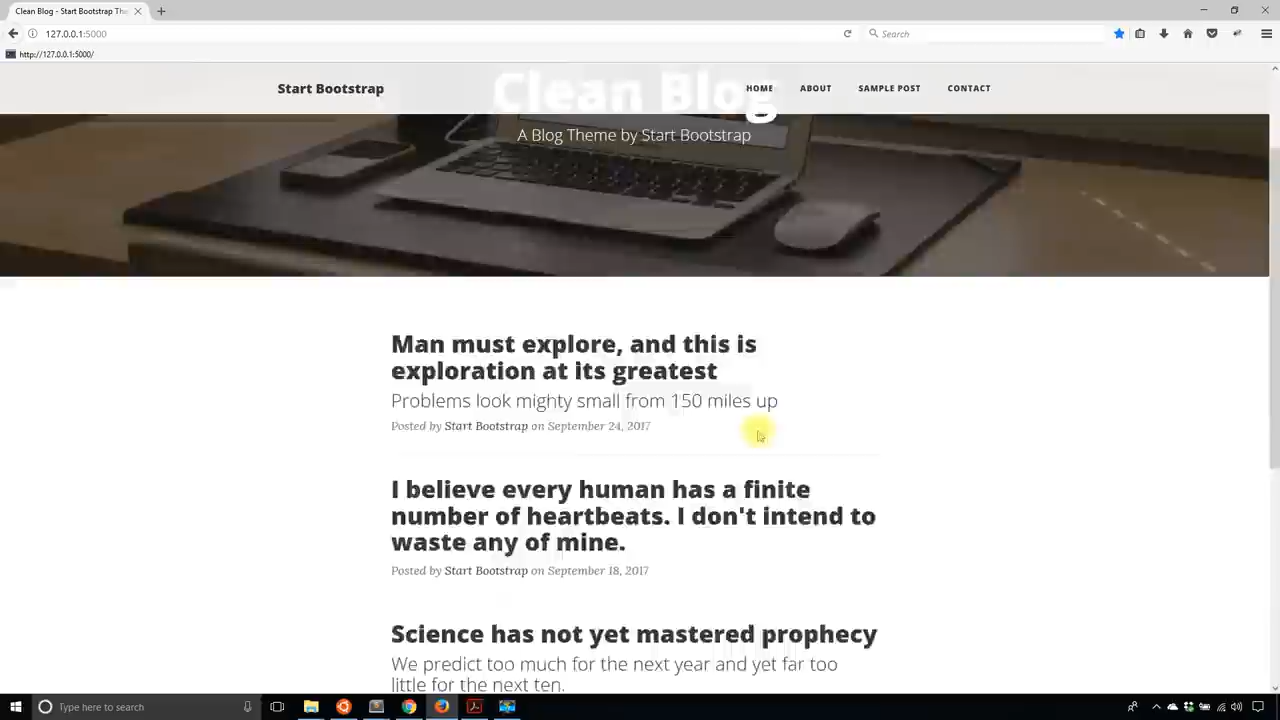 Clean Blog - Start Bootstrap The
127.0.0.1:5000
Search
http://127.0.0.1:5000/
Start Bootstrap
HOME
ABOUT
SAMPLE POST
CONTACT
Clean Blog
A Blog Theme by Start Bootstrap
Man must explore, and this is
exploration at its greatest
Problems look mighty small from 150 miles up
Posted by Start Bootstrap on September 24, 2017
I believe every human has a finite
number of heartbeats. I don't intend to
waste any of mine.
Posted by Start Bootstrap on September 18, 2017
Science has not yet mastered prophecy
We predict too much for the next year and yet far too
little for the next ten.
Type here to search